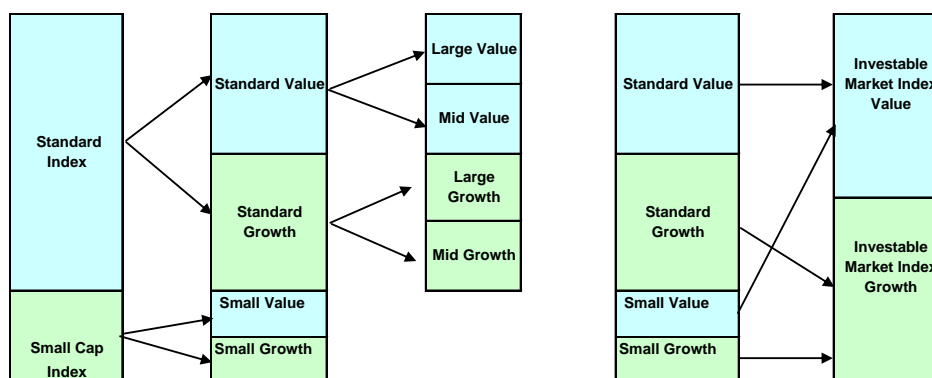 Standard
Index
Small Cap
Index
Standard Value
Standard
Growth
Small Value
Small Growth
Large Value
Mid Value
Large
Growth
Mid Growth
Standard Value
Standard
Growth
Small Value
Small Growth
Investable
Market Index
Value
Investable
Market Index
Growth